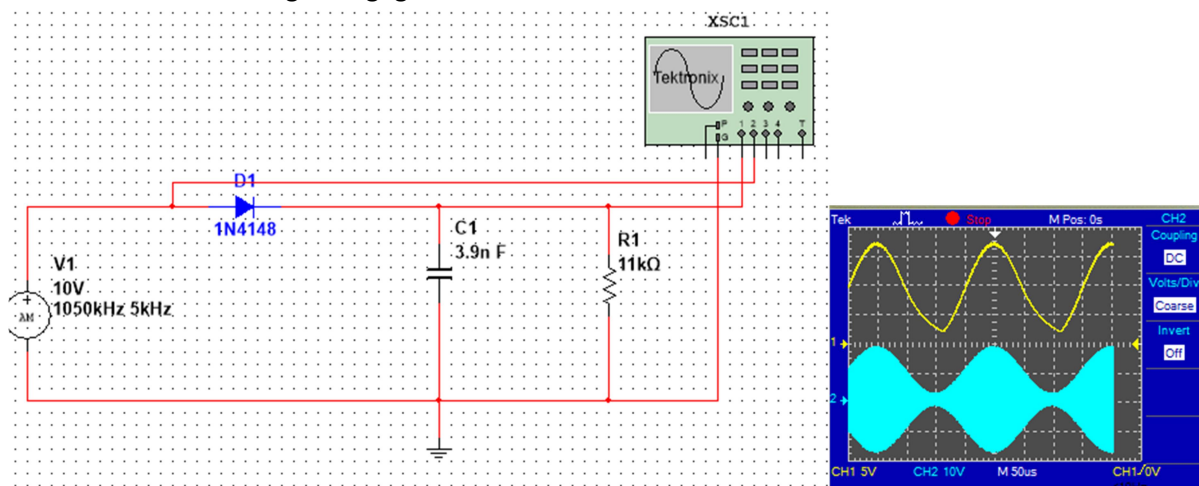 XSC1
Tektronix
P
G
1 2 3 4 T
D1
1N4148
C1
3.9n F
R1
11kΩ
V1
10V
1050kHz 5kHz
AM
Tek Stop M Pos: 0s CH2
Coupling
DC
Volts/Div
Coarse
Invert
Off
1
2
CH1 5V CH2 10V M 50us CH1/0V